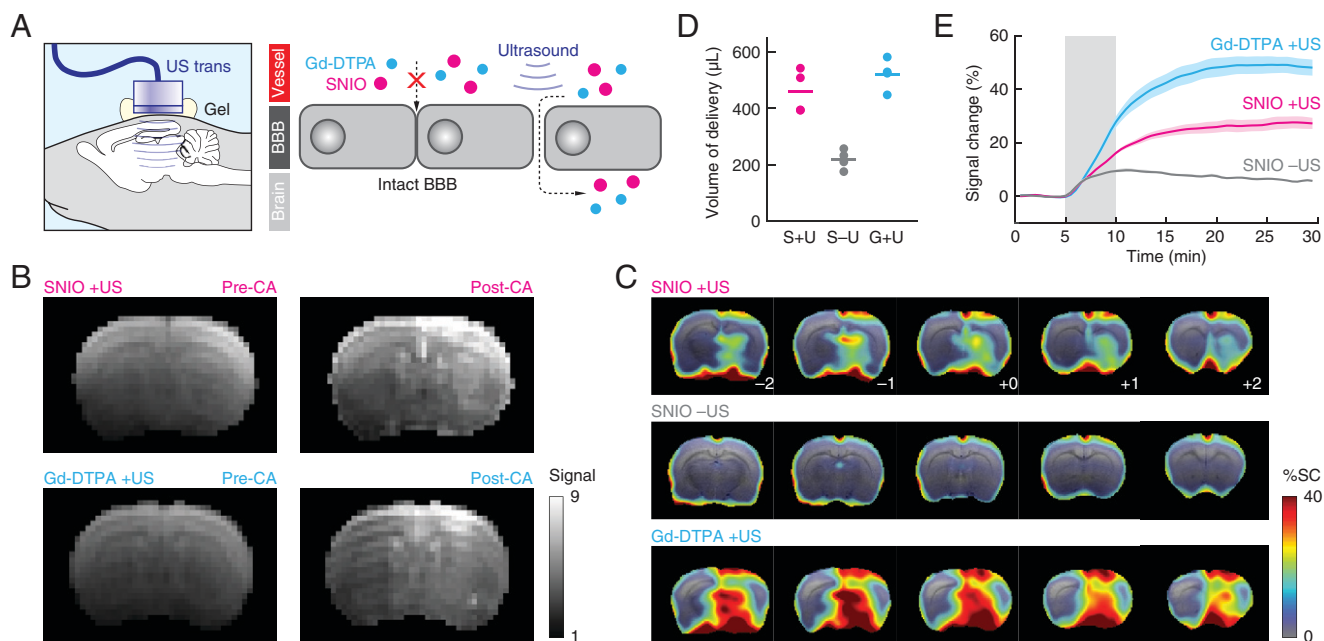 A
US trans
Gel
Vessel
BBB
Brain
Gd-DTPA
SNIO
Ultrasound
Intact BBB
D
Volume of delivery (µL)
600
400
200
0
S+U S–U G+U
E
Signal change (%)
60
40
20
0
Gd-DTPA +US
SNIO +US
SNIO –US
0 5 10 15 20 25 30
Time (min)
B
SNIO +US Pre-CA Post-CA
Gd-DTPA +US Pre-CA Post-CA
Signal
9
1
C
SNIO +US
–2 –1 +0 +1 +2
SNIO –US
Gd-DTPA +US
%SC
40
0